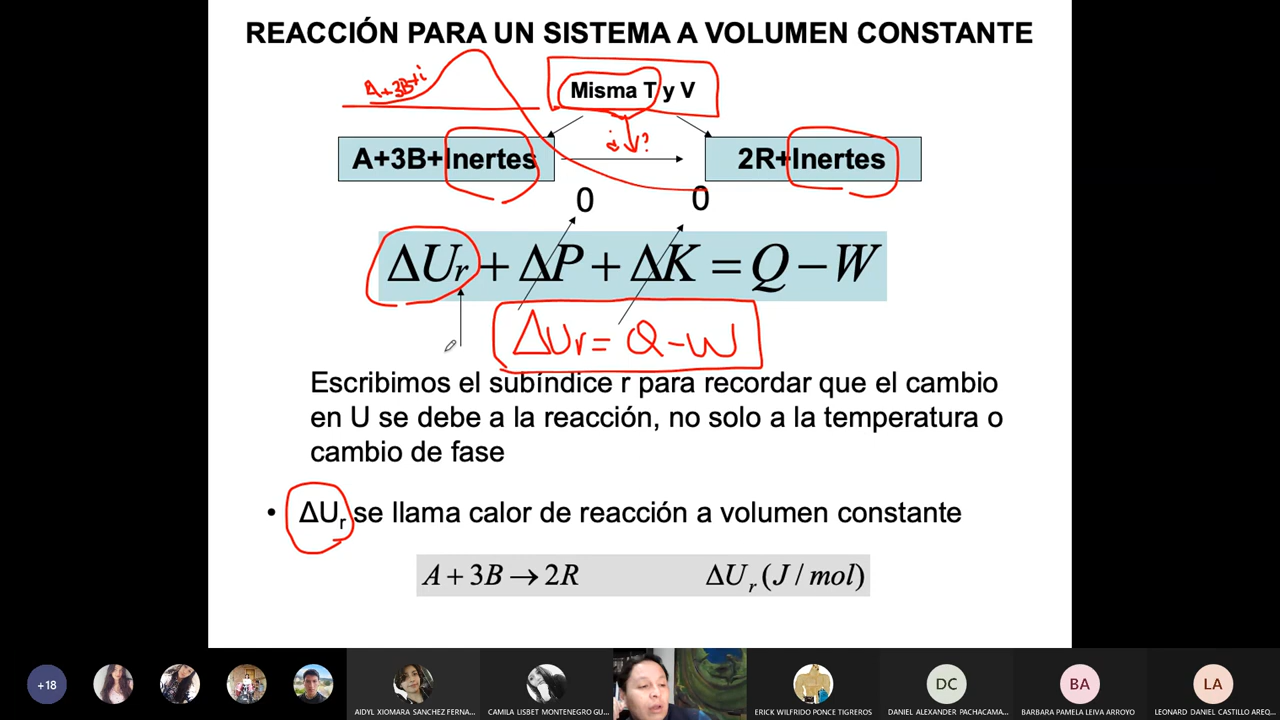 REACCIÓN PARA UN SISTEMA A VOLUMEN CONSTANTE
A+3B+i
Misma T y V
¿ ?
A+3B+Inertes
2R+Inertes
0 0
ΔUr + ΔP + ΔK = Q − W
ΔUr = Q − W
Escribimos el subíndice r para recordar que el cambio
en U se debe a la reacción, no solo a la temperatura o
cambio de fase
• ΔUr se llama calor de reacción a volumen constante
A + 3B → 2R ΔUr (J / mol)
+18
DC
BA
LA
AIDYL XIOMARA SANCHEZ FERNA...
CAMILA LISBET MONTENEGRO GU...
ERICK WILFRIDO PONCE TIGREROS
DANIEL ALEXANDER PACHACAMA...
BARBARA PAMELA LEIVA ARROYO
LEONARD DANIEL CASTILLO AREQ...